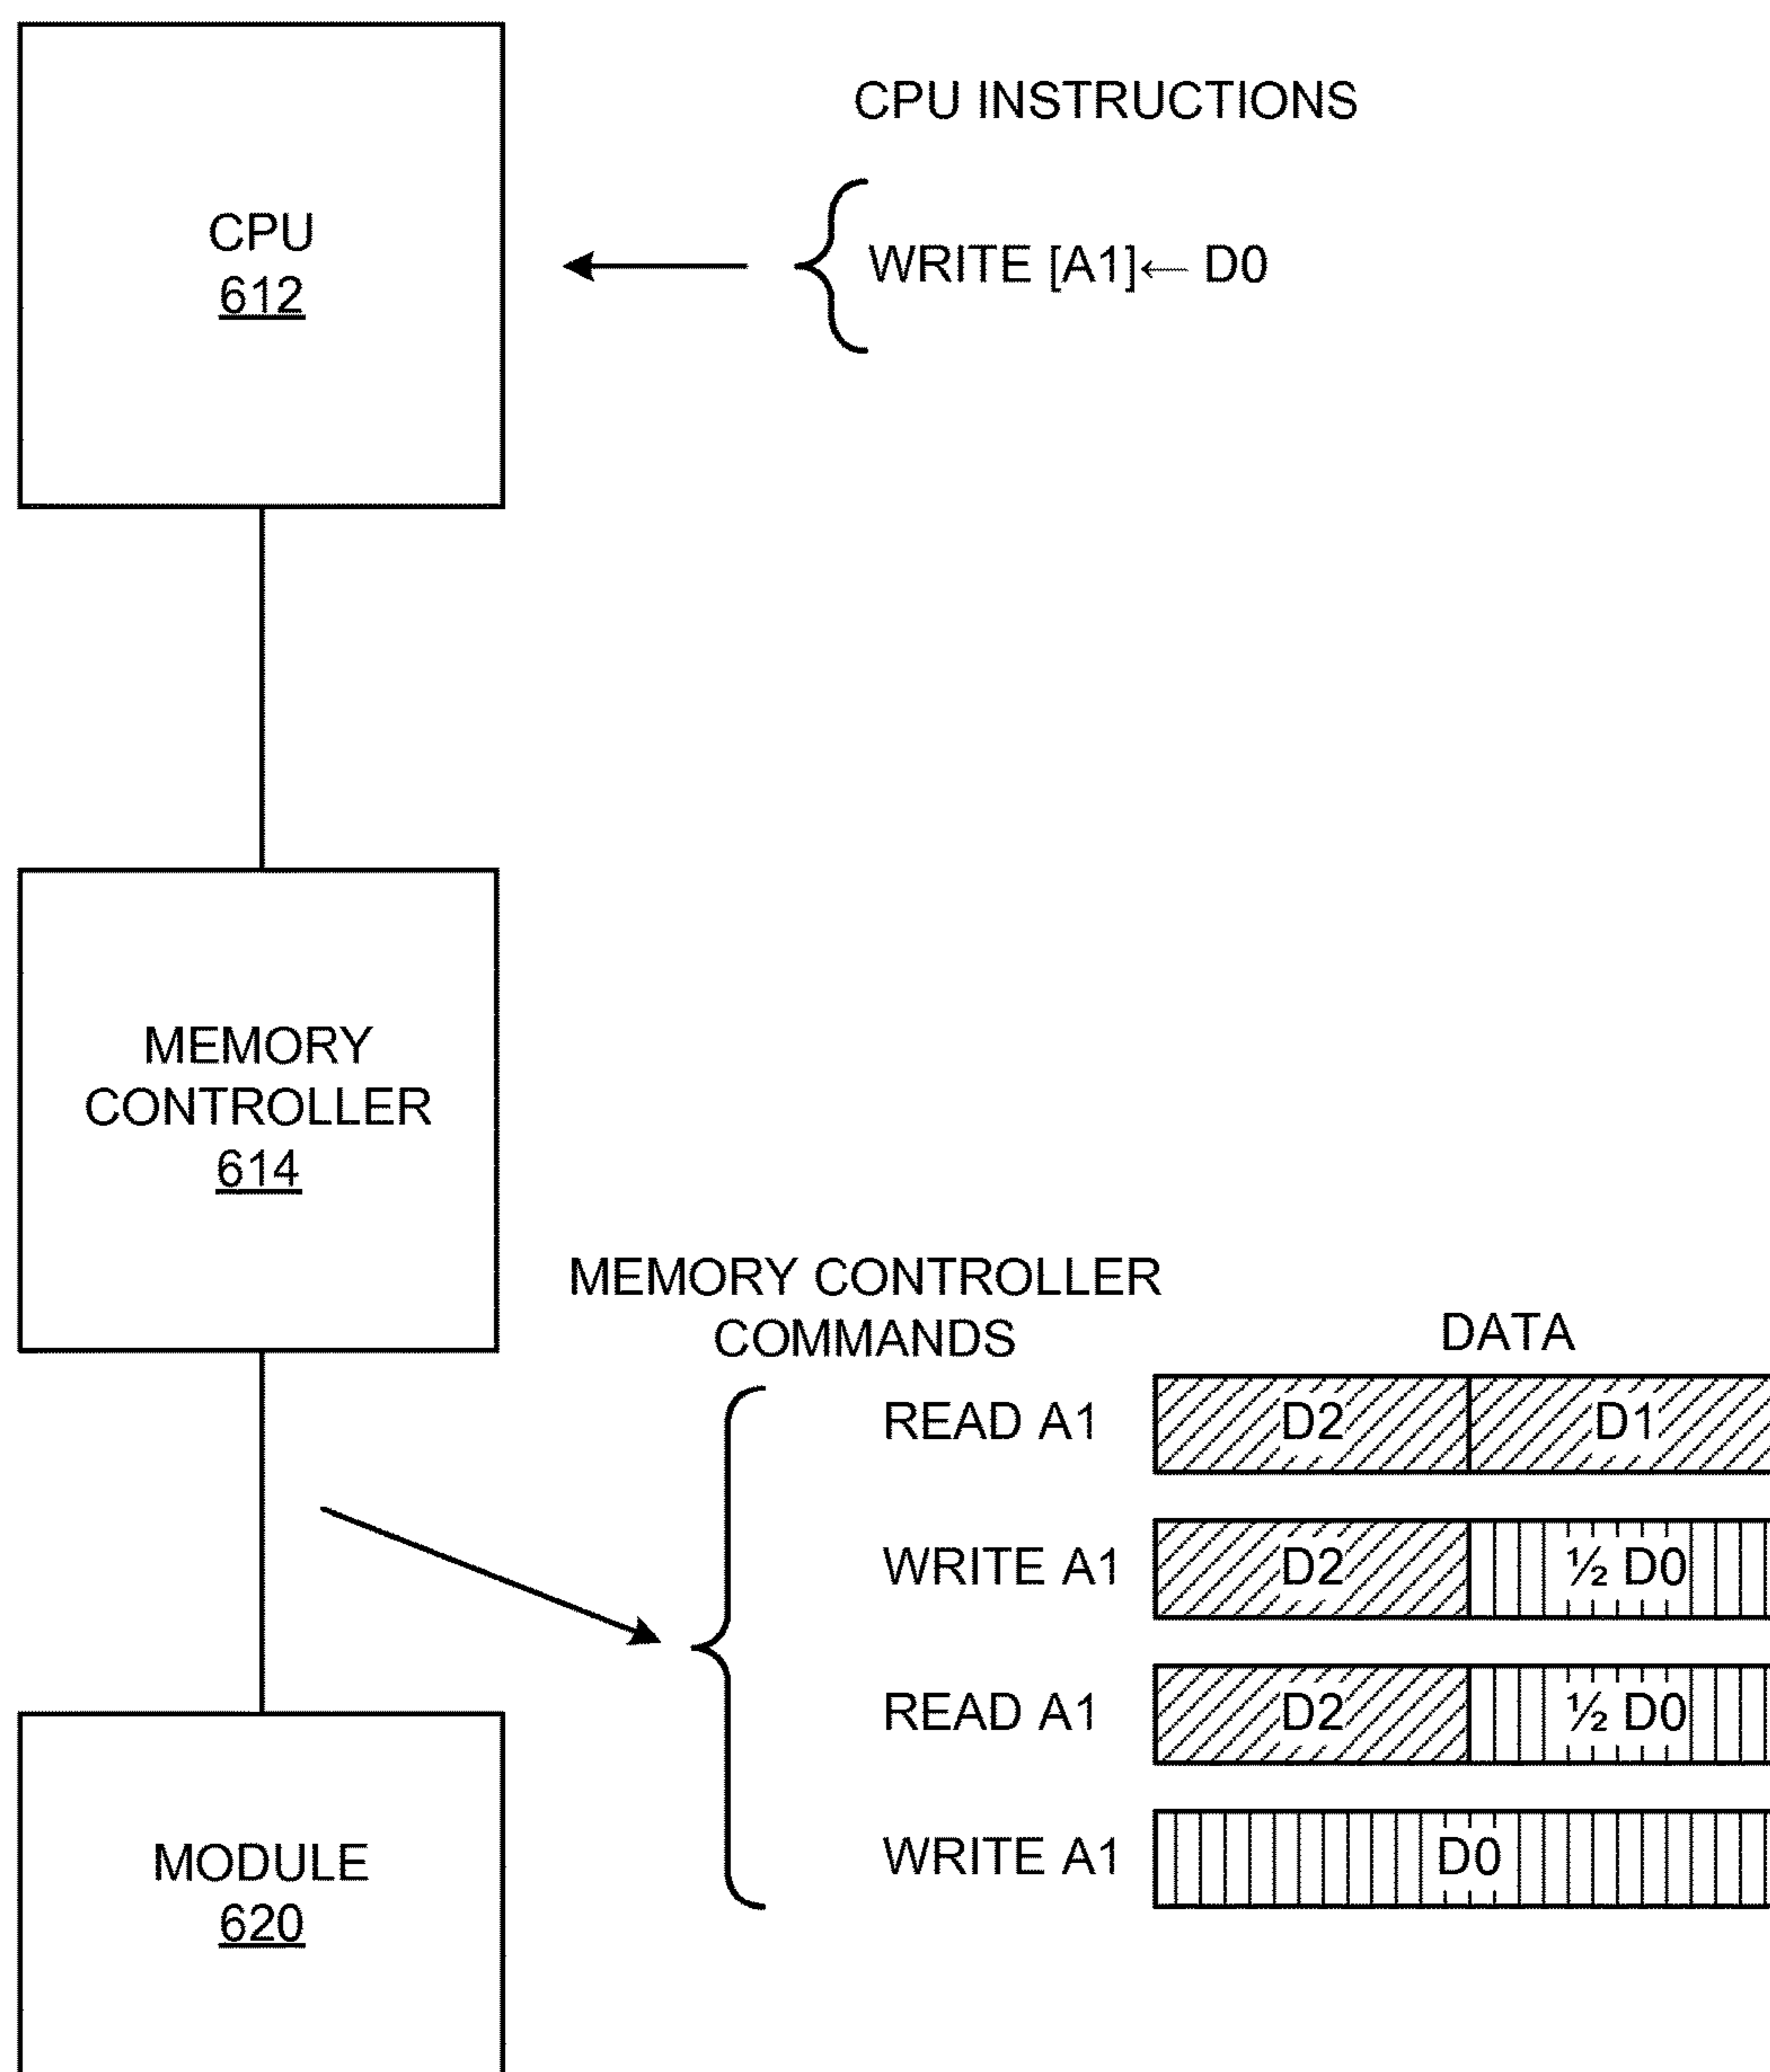 CPU
612
CPU INSTRUCTIONS
WRITE [A1]← D0
MEMORY
CONTROLLER
614
MEMORY CONTROLLER
COMMANDS
DATA
READ A1 D2 D1
WRITE A1 D2 ½ D0
READ A1 D2 ½ D0
WRITE A1 D0
MODULE
620